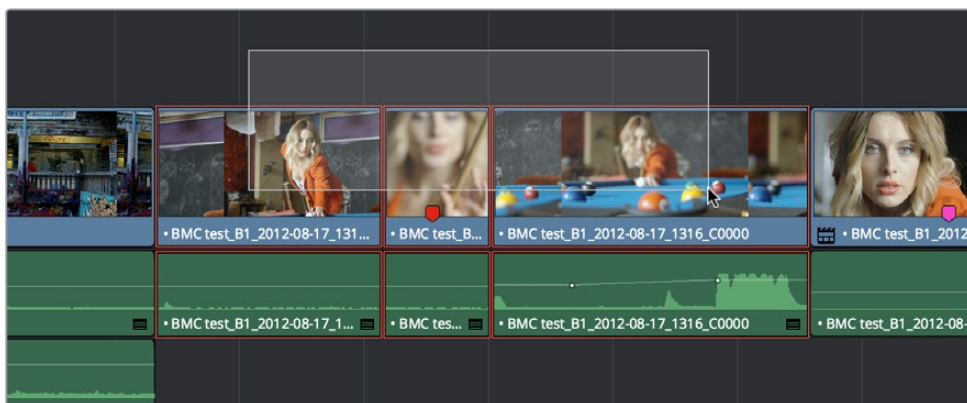 • BMC test_B1_2012-08-17_131...
• BMC test_B...
• BMC test_B1_2012-08-17_1316_C0000
• BMC test_B1_2012
• BMC test_B1_2012-08-17_1...
• BMC tes...
• BMC test_B1_2012-08-17_1316_C0000
• BMC test_B1_2012-08-